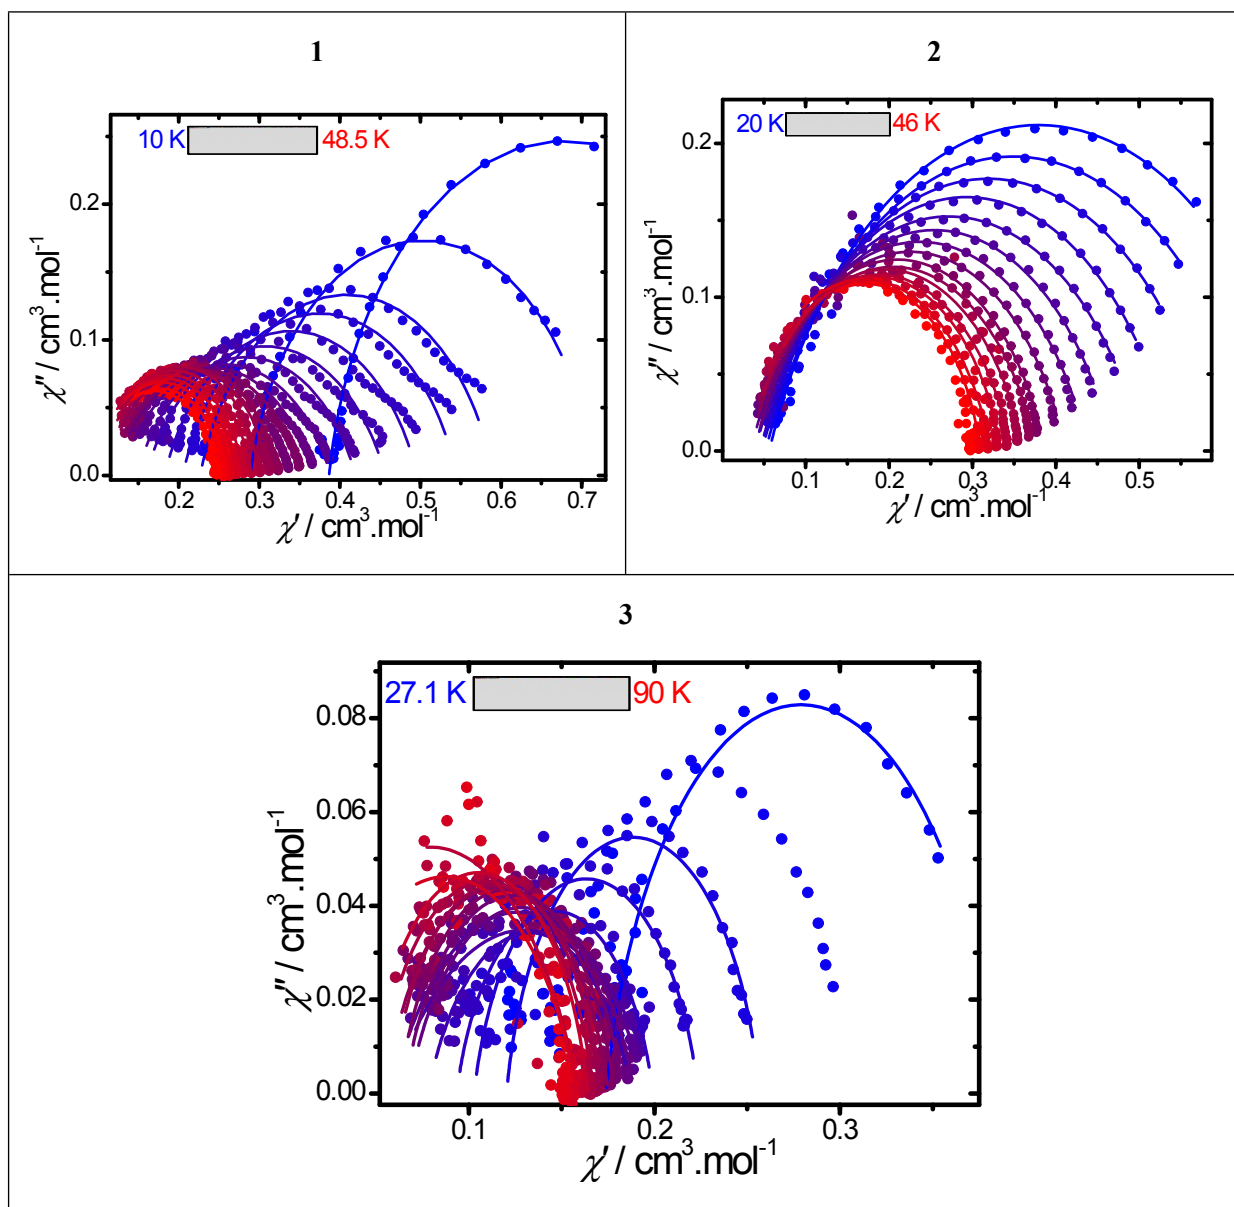 1
10 K 48.5 K
0.2
0.1
0.0
χ'' / cm³.mol⁻¹
0.2 0.3 0.4 0.5 0.6 0.7
χ' / cm³.mol⁻¹
2
20 K 46 K
0.2
0.1
0.0
χ'' / cm³.mol⁻¹
0.1 0.2 0.3 0.4 0.5
χ' / cm³.mol⁻¹
3
27.1 K 90 K
0.08
0.06
0.04
0.02
0.00
χ'' / cm³.mol⁻¹
0.1 0.2 0.3
χ' / cm³.mol⁻¹